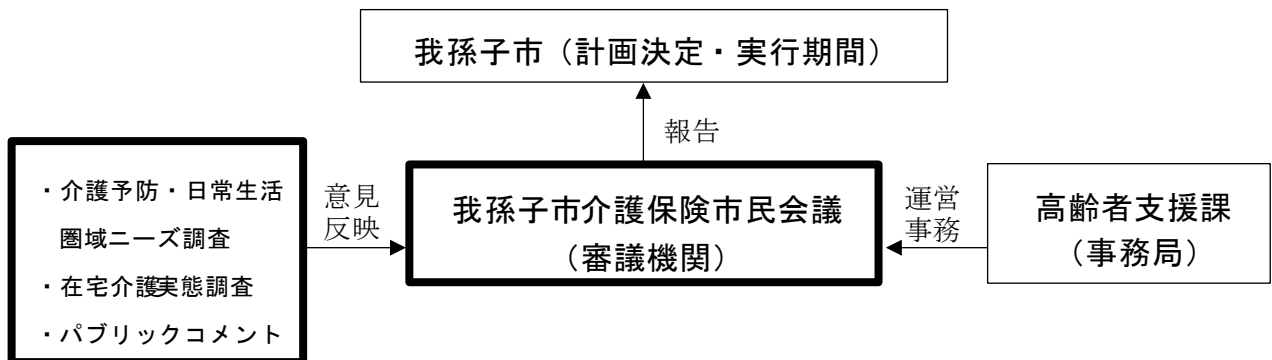 我孫子市（計画決定・実行期間）
報告
・介護予防・日常生活
圏域ニーズ調査
・在宅介護実態調査
・パブリックコメント
意見
反映
我孫子市介護保険市民会議
（審議機関）
運営
事務
高齢者支援課
（事務局）